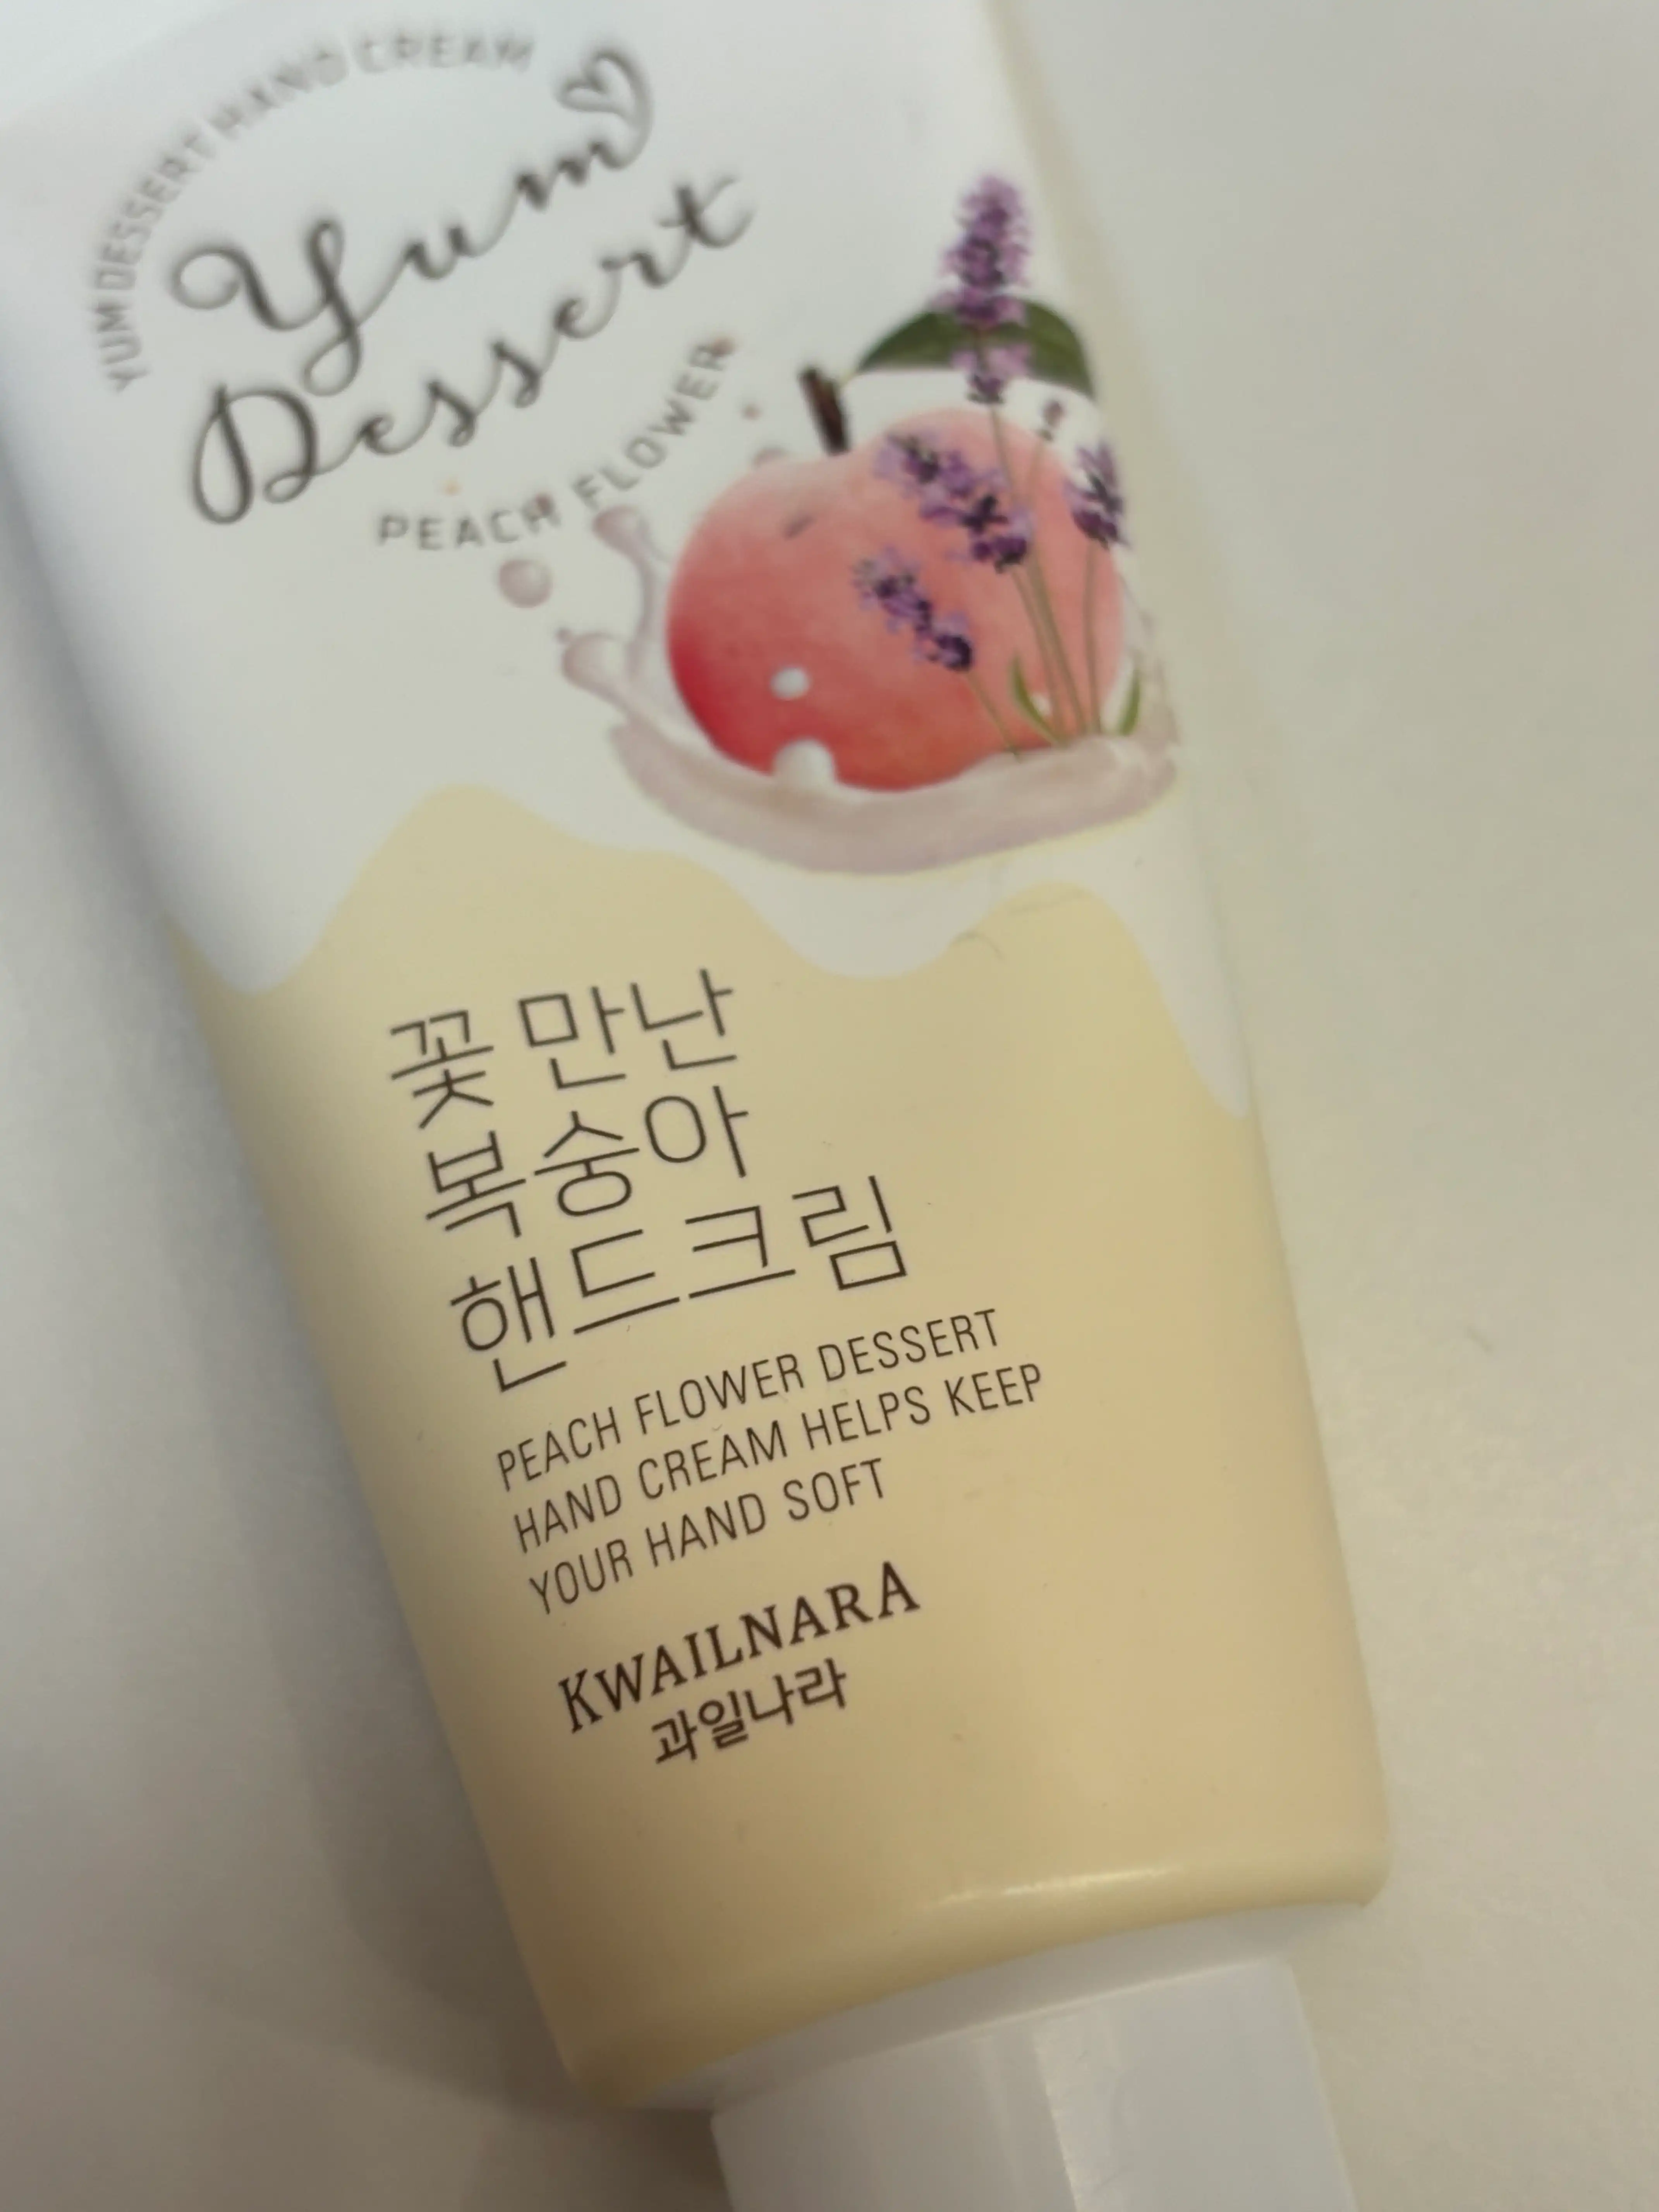 YUM DESSERT HAND CREAM
Yum
Dessert
PEACH FLOWER
꽃 만난
복숭아
핸드크림
PEACH FLOWER DESSERT
HAND CREAM HELPS KEEP
YOUR HAND SOFT
KWAILNARA
과일나라